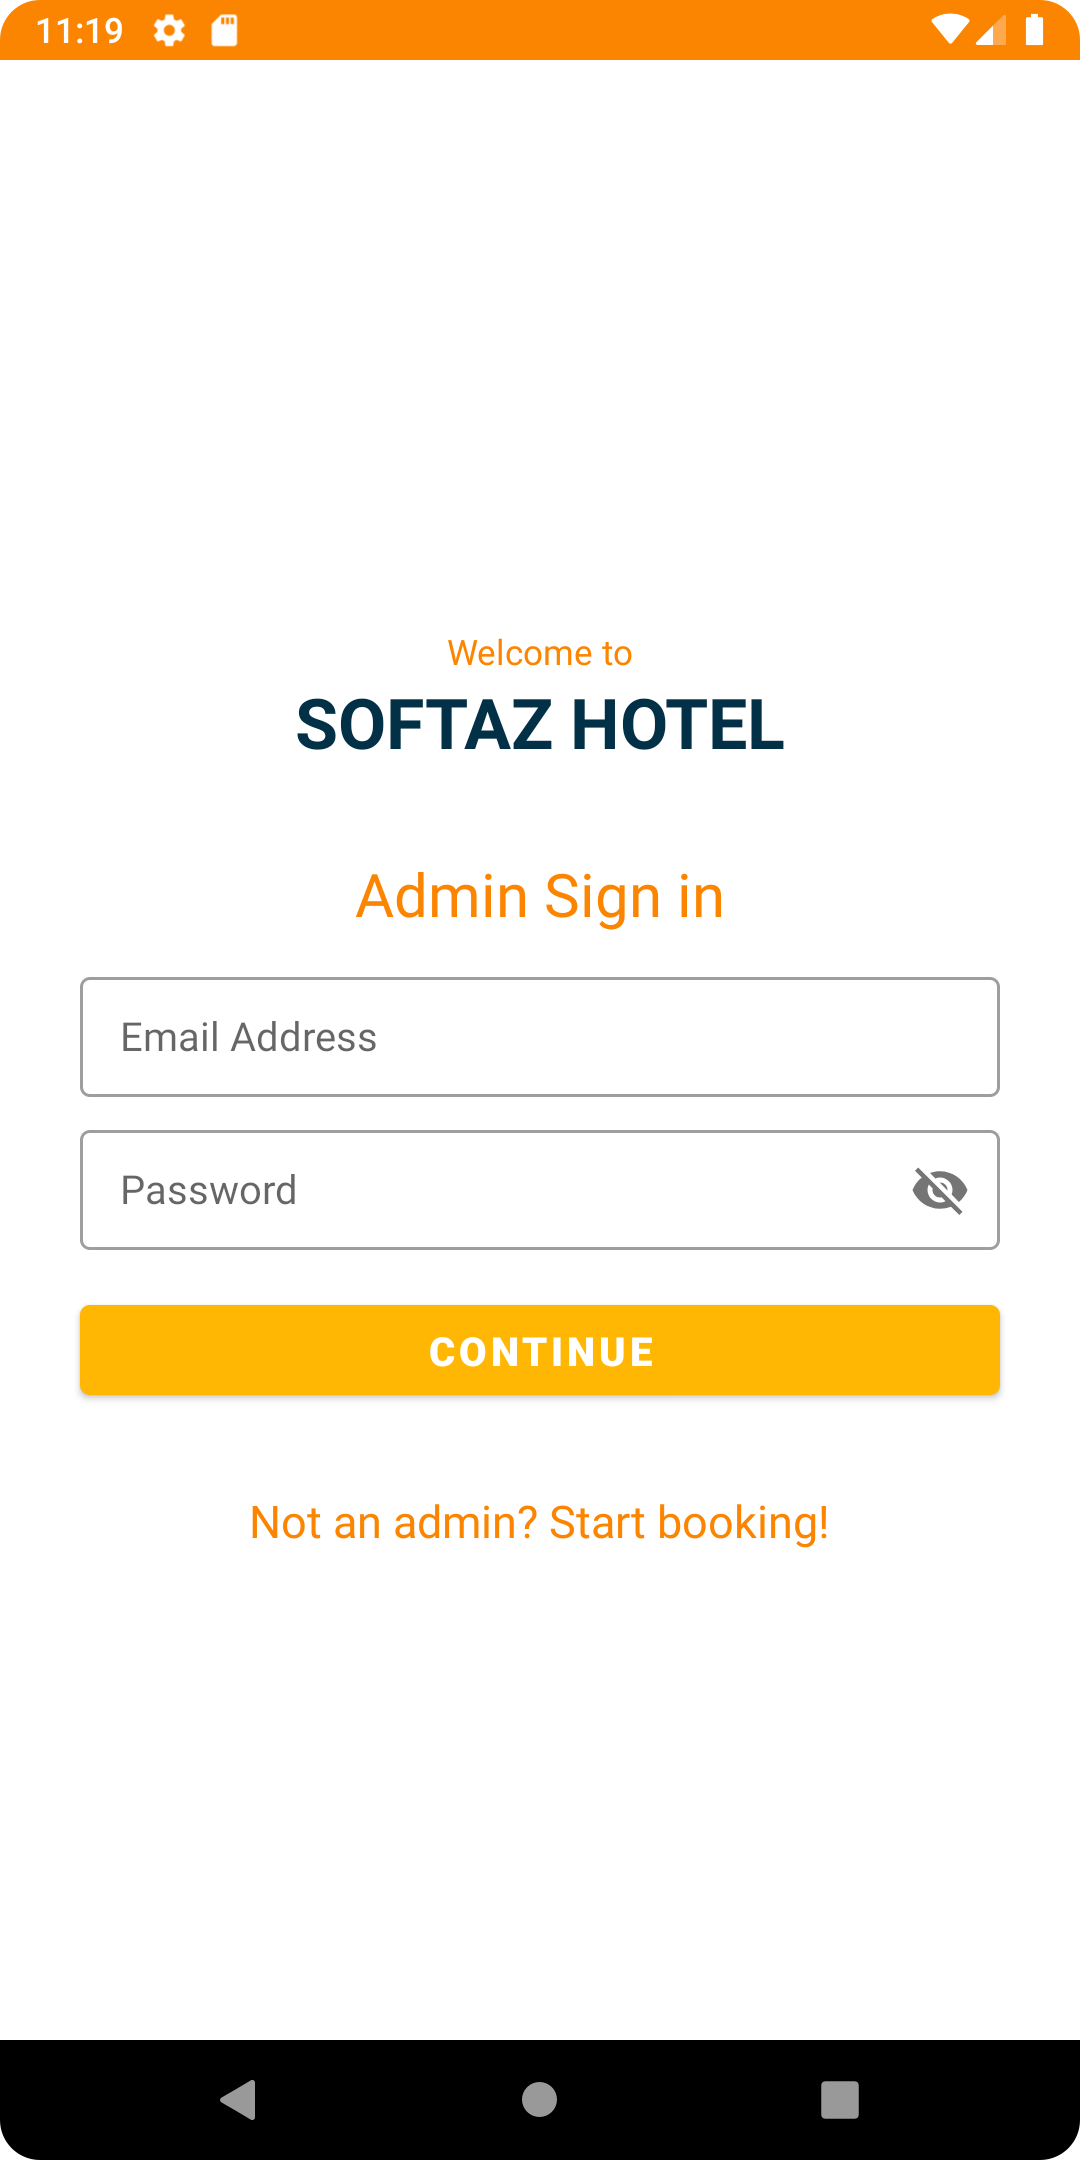 11:19
Welcome to
SOFTAZ HOTEL
Admin Sign in
Email Address
Password
CONTINUE
Not an admin? Start booking!